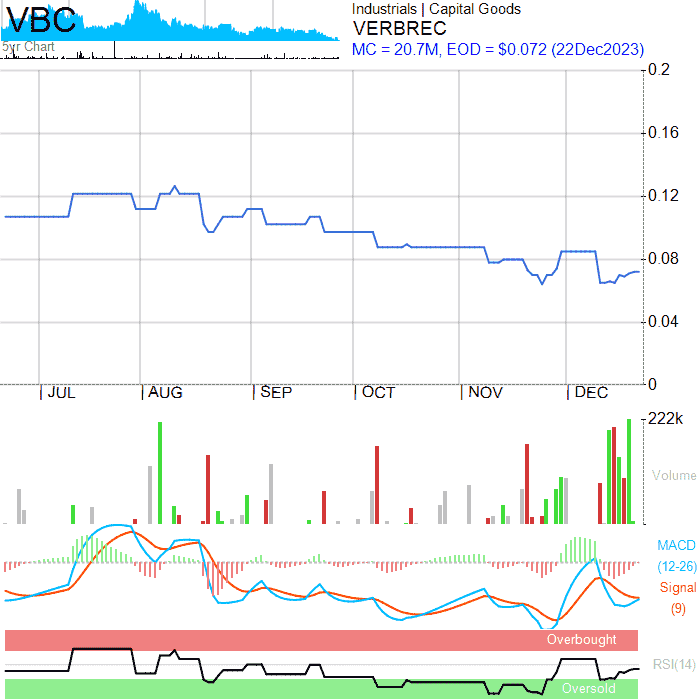 VBC
5yr Chart
Industrials | Capital Goods
VERBREC
MC = 20.7M, EOD = $0.072 (22Dec2023)
0.2
0.16
0.12
0.08
0.04
0
JUL
AUG
SEP
OCT
NOV
DEC
222k
Volume
MACD
(12-26)
Signal
(9)
Overbought
RSI(14)
Oversold